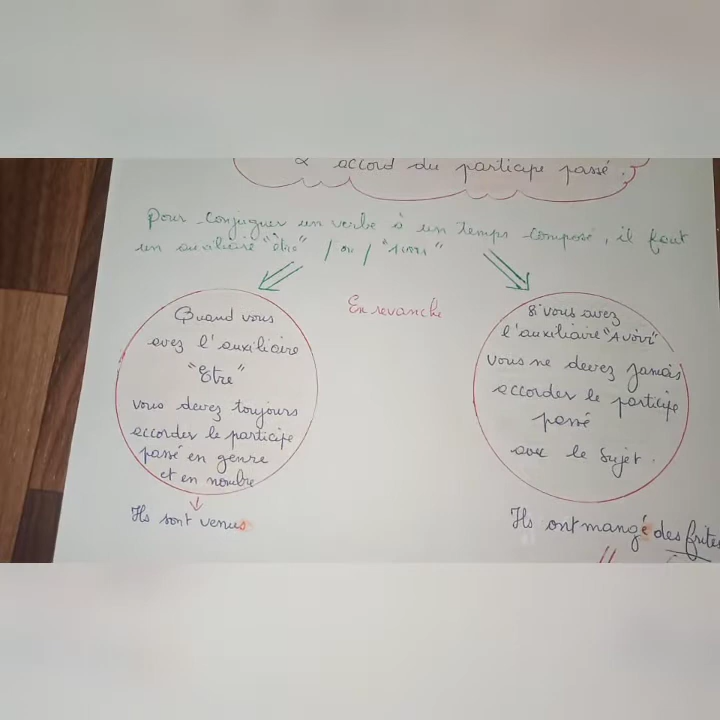 & accord du participe passé.
Pour conjuguer un verbe à un temps composé, il faut
un auxiliaire "être" / ou / "avoir"
En revanche
Quand vous
avez l'auxiliaire
"Etre"
vous devez toujours
accorder le participe
passé en genre
et en nombre
Ils sont venus
Si vous avez
l'auxiliaire "Avoir"
vous ne devez jamais
accorder le participe
passé
avec le sujet.
Ils ont mangé des frites